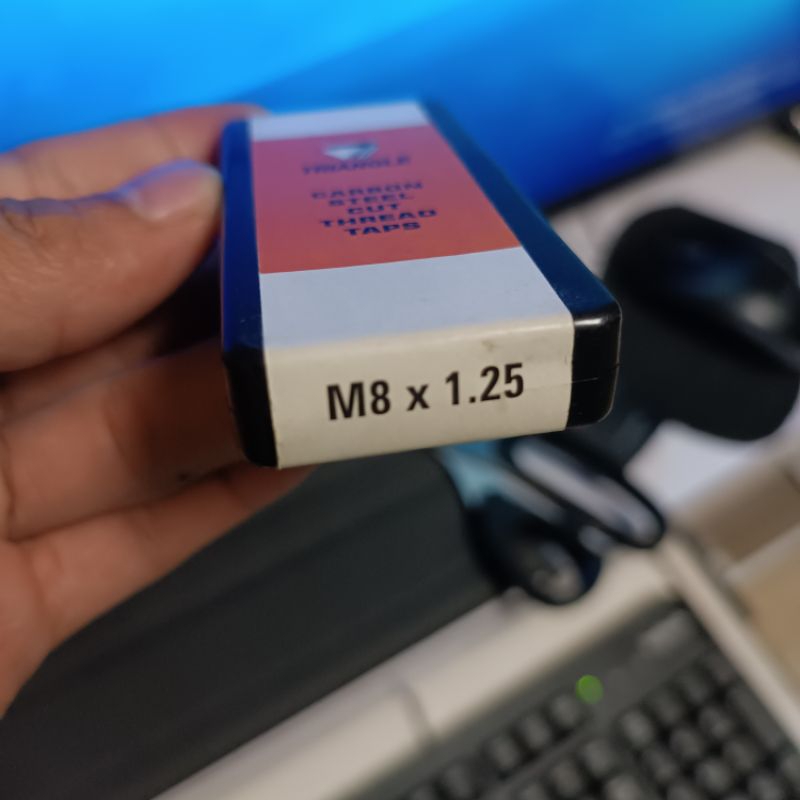 TRIANGLE
CARBON
STEEL
CUT
THREAD
TAPS
M8 x 1.25